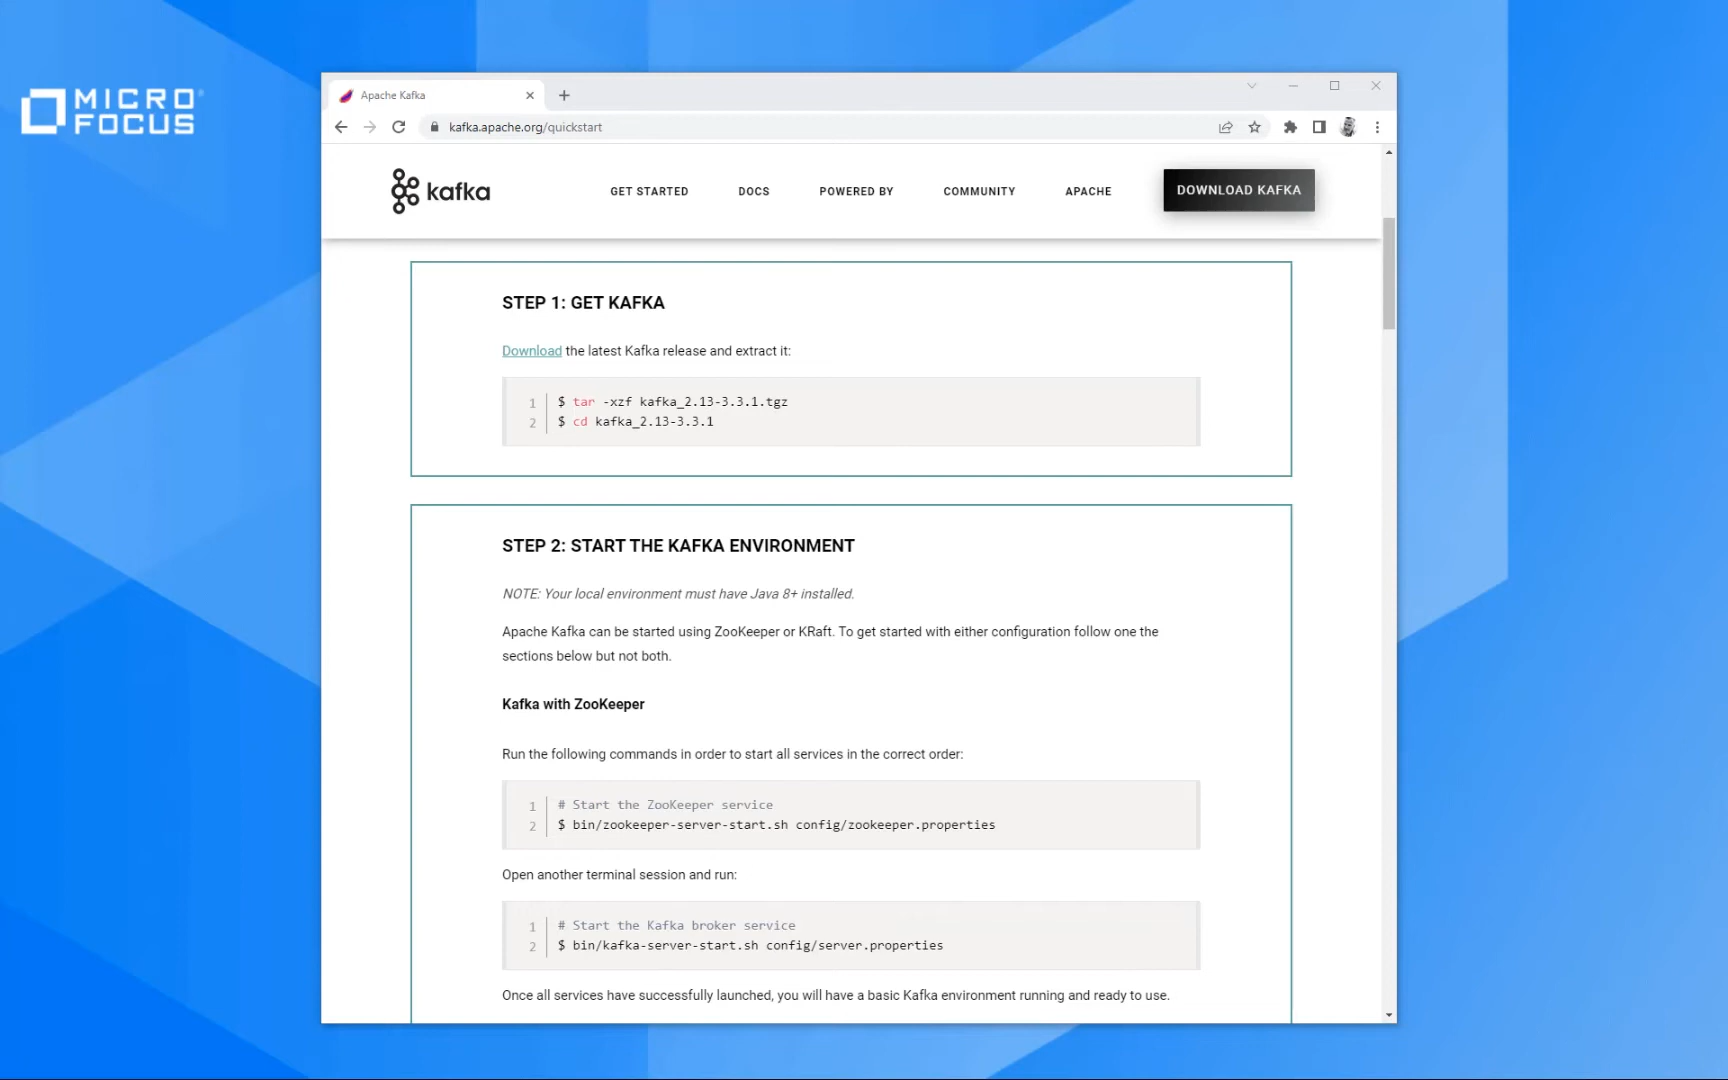 MICRO
FOCUS
Apache Kafka
kafka.apache.org/quickstart
kafka
GET STARTED
DOCS
POWERED BY
COMMUNITY
APACHE
DOWNLOAD KAFKA
STEP 1: GET KAFKA
Download the latest Kafka release and extract it:
1 $ tar -xzf kafka_2.13-3.3.1.tgz
2 $ cd kafka_2.13-3.3.1
STEP 2: START THE KAFKA ENVIRONMENT
NOTE: Your local environment must have Java 8+ installed.
Apache Kafka can be started using ZooKeeper or KRaft. To get started with either configuration follow one the
sections below but not both.
Kafka with ZooKeeper
Run the following commands in order to start all services in the correct order:
1 # Start the ZooKeeper service
2 $ bin/zookeeper-server-start.sh config/zookeeper.properties
Open another terminal session and run:
1 # Start the Kafka broker service
2 $ bin/kafka-server-start.sh config/server.properties
Once all services have successfully launched, you will have a basic Kafka environment running and ready to use.